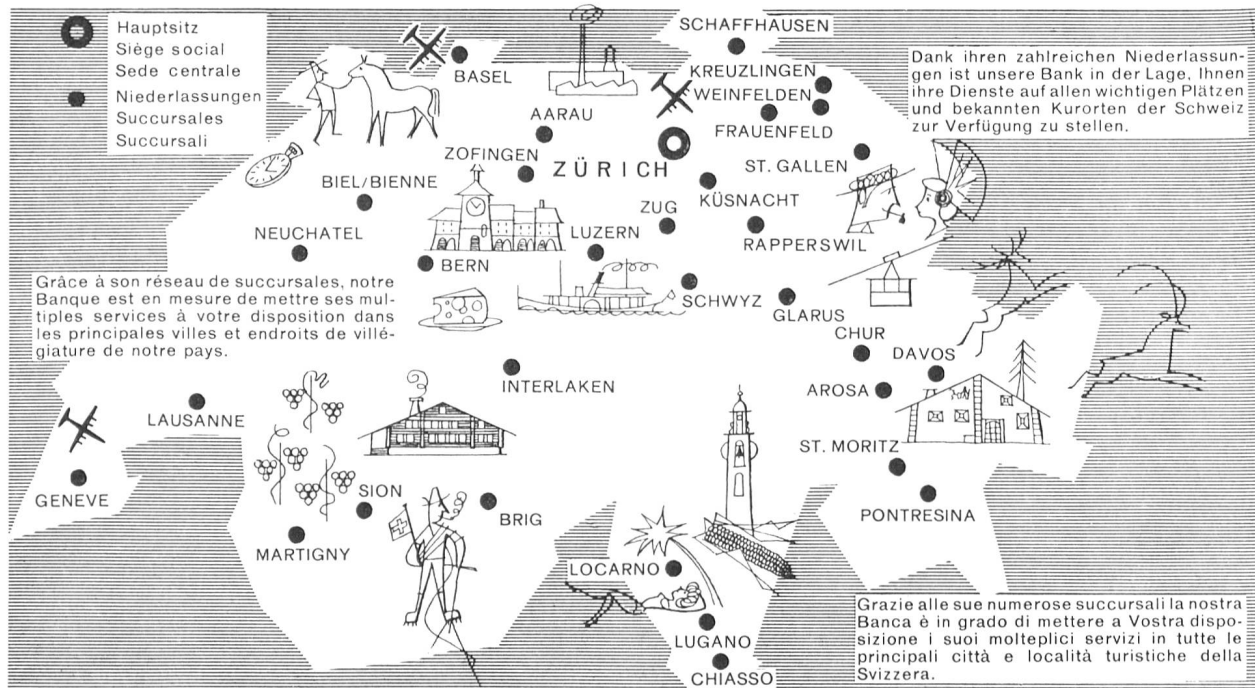 Hauptsitz
Siège social
Sede centrale
Niederlassungen
Succursales
Succursali
SCHAFFHAUSEN
BASEL
KREUZLINGEN
WEINFELDEN
FRAUENFELD
AARAU
ZOFINGEN
ZÜRICH
ST. GALLEN
BIEL/BIENNE
KÜSNACHT
ZUG
RAPPERSWIL
NEUCHATEL
LUZERN
BERN
SCHWYZ
GLARUS
CHUR
DAVOS
AROSA
INTERLAKEN
LAUSANNE
ST. MORITZ
GENEVE
SION
BRIG
PONTRESINA
MARTIGNY
LOCARNO
LUGANO
CHIASSO
Dank ihren zahlreichen Niederlassun-
gen ist unsere Bank in der Lage, Ihnen
ihre Dienste auf allen wichtigen Plätzen
und bekannten Kurorten der Schweiz
zur Verfügung zu stellen.
Grâce à son réseau de succursales, notre
Banque est en mesure de mettre ses mul-
tiples services à votre disposition dans
les principales villes et endroits de villé-
giature de notre pays.
Grazie alle sue numerose succursali la nostra
Banca è in grado di mettere a Vostra dispo-
sizione i suoi molteplici servizi in tutte le
principali città e località turistiche della
Svizzera.